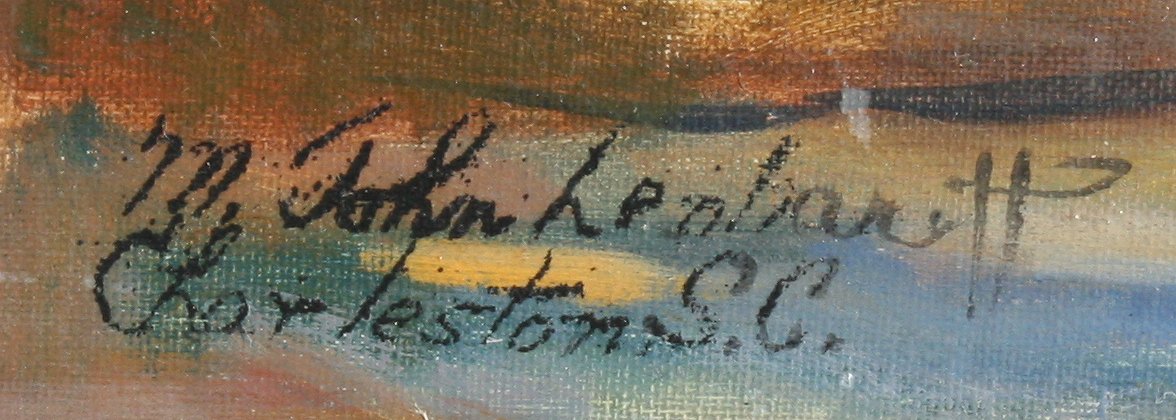 M. John Lenhardt
Charleston, S.C.